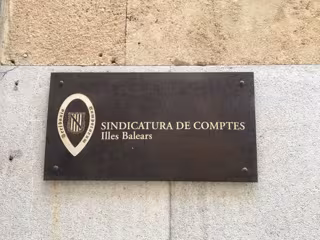 SINDICATURA DE COMPTES
Illes Balears